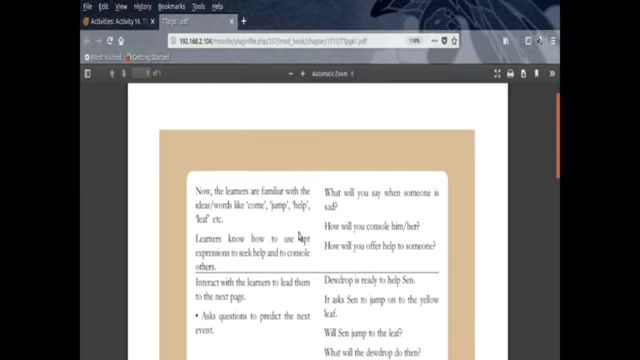 File Edit View History Bookmarks Tools Help
Activities: Activity 16. T
TTpg61.pdf
192.168.2.104/moodle/pluginfile.php/257/mod_book/chapter/1717/TTpg61.pdf
110%
Most Visited Getting Started
1 of 1
Automatic Zoom
Now, the learners are familiar with the
ideas/words like ‘come’, ‘jump’, ‘help’,
‘leaf’ etc.
Learners know how to use apt
expressions to seek help and to console
others.
What will you say when someone is
sad?
How will you console him/her?
How will you offer help to someone?
Interact with the learners to lead them
to the next page.
• Asks questions to predict the next
event.
Dewdrop is ready to help Sen.
It asks Sen to jump on to the yellow
leaf.
Will Sen jump to the leaf?
What will the dewdrop do then?